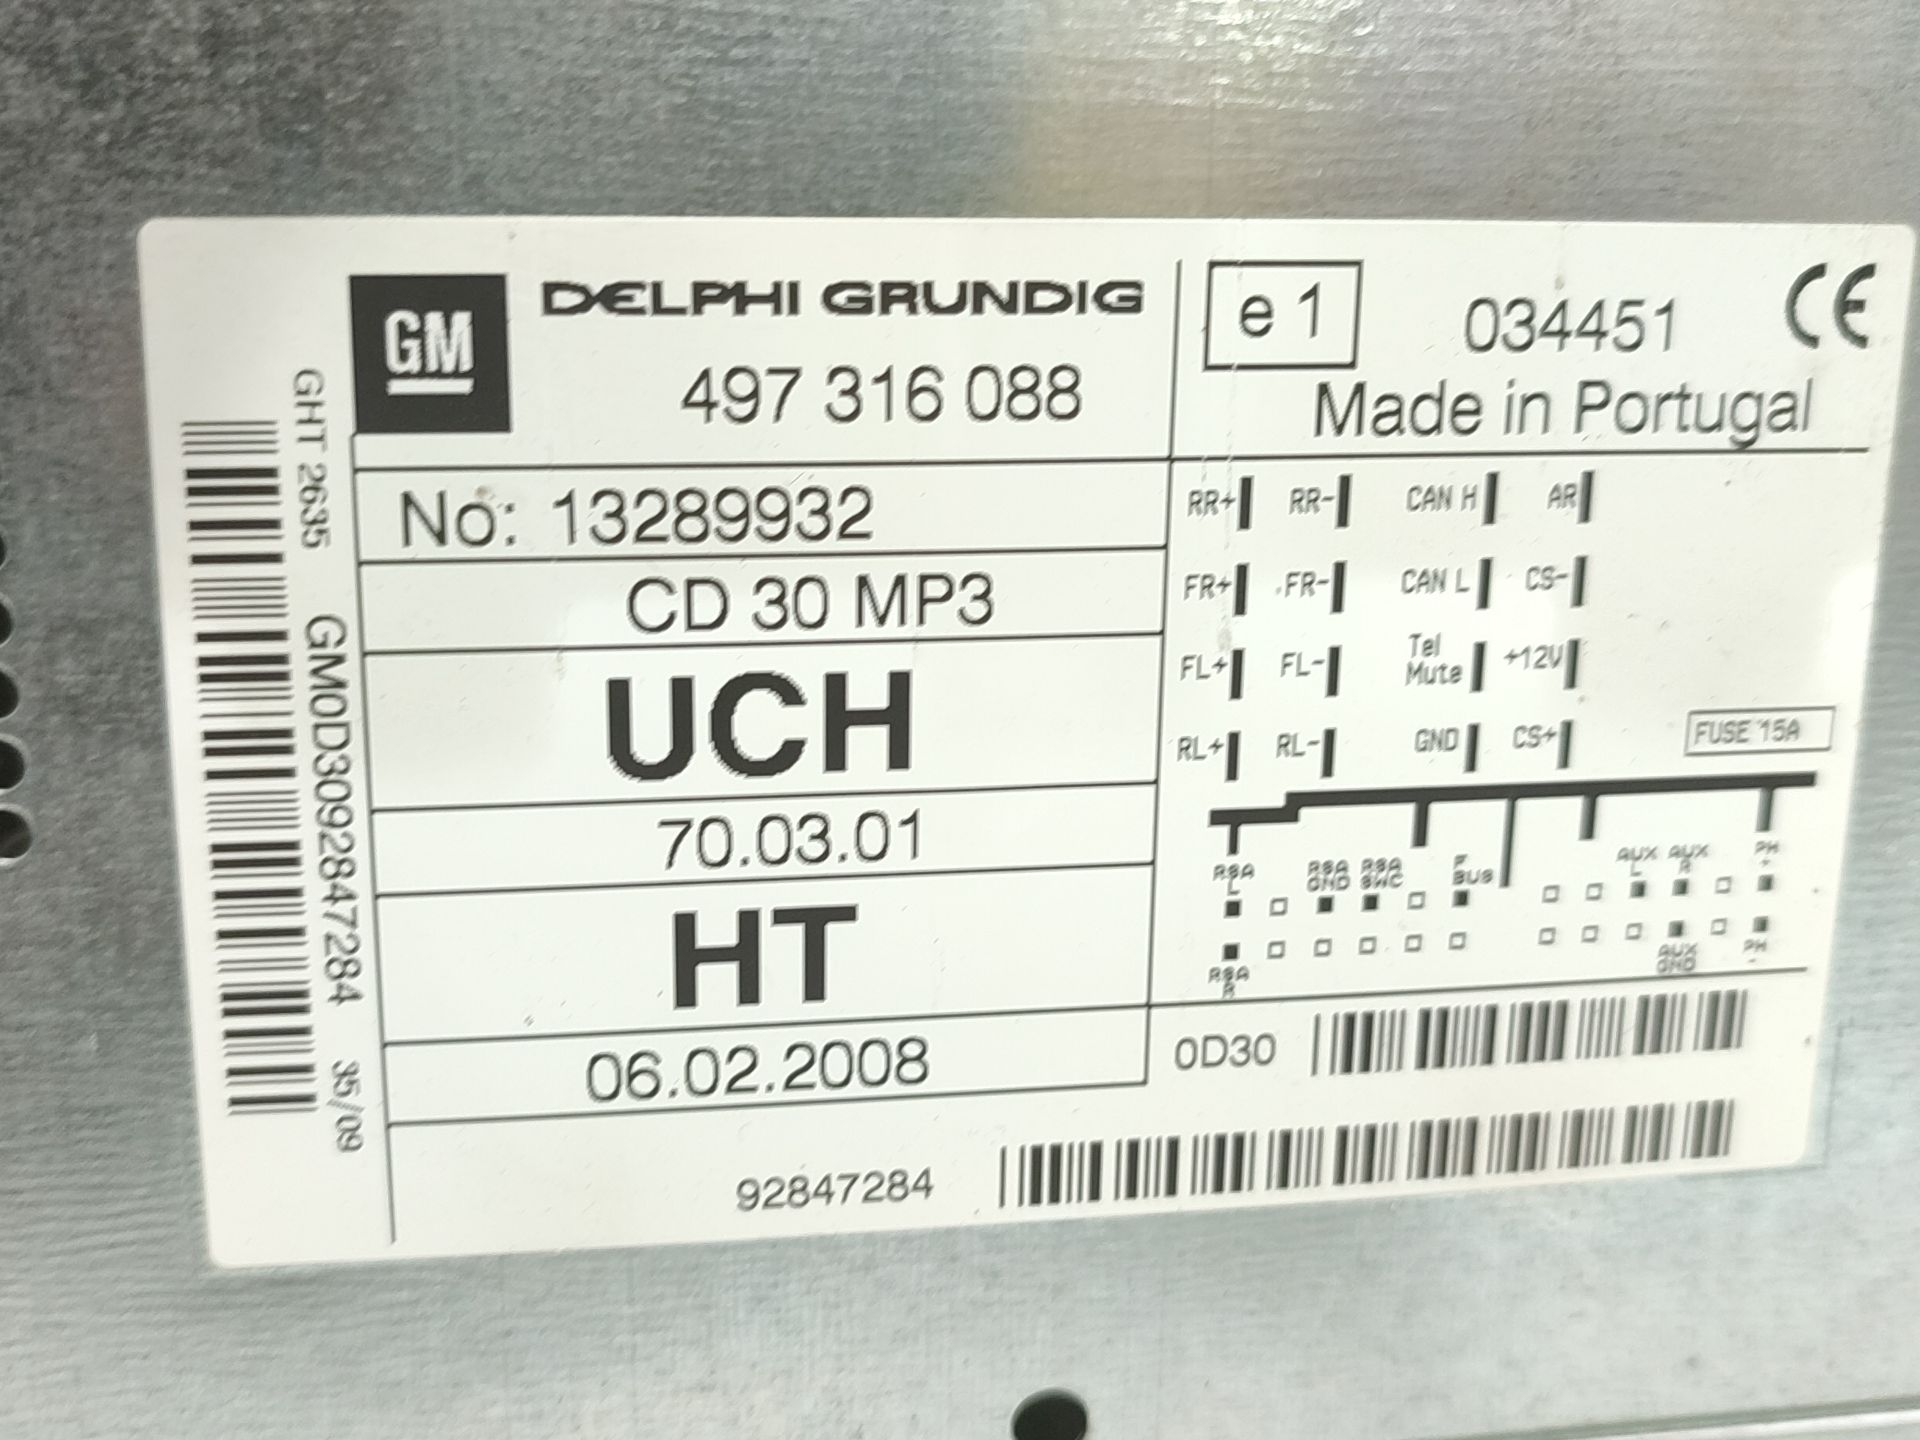 GM
DELPHI GRUNDIG
497 316 088
e 1
034451
CE
Made in Portugal
GHT 2635 GM0D3092847284 35/09
No: 13289932
CD 30 MP3
UCH
70.03.01
HT
06.02.2008
92847284
RR+ RR- CAN H AR
FR+ FR- CAN L CS-
FL+ FL- Tel Mute +12V
RL+ RL- GND CS+
FUSE 15A
RSA L RSA GND RSA SWC F BUS AUX L AUX R PH +
RSA R AUX GND PH -
0D30